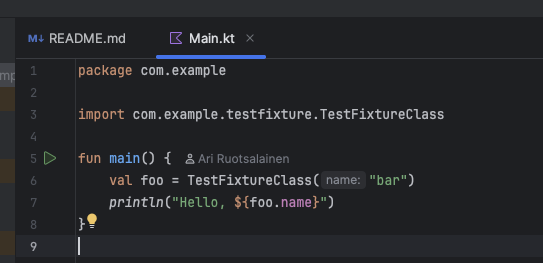 README.md
Main.kt
mp
1 package com.example
2
3 import com.example.testfixture.TestFixtureClass
4
5 fun main() { Ari Ruotsalainen
6 val foo = TestFixtureClass( name: "bar")
7 println("Hello, ${foo.name}")
8 }
9